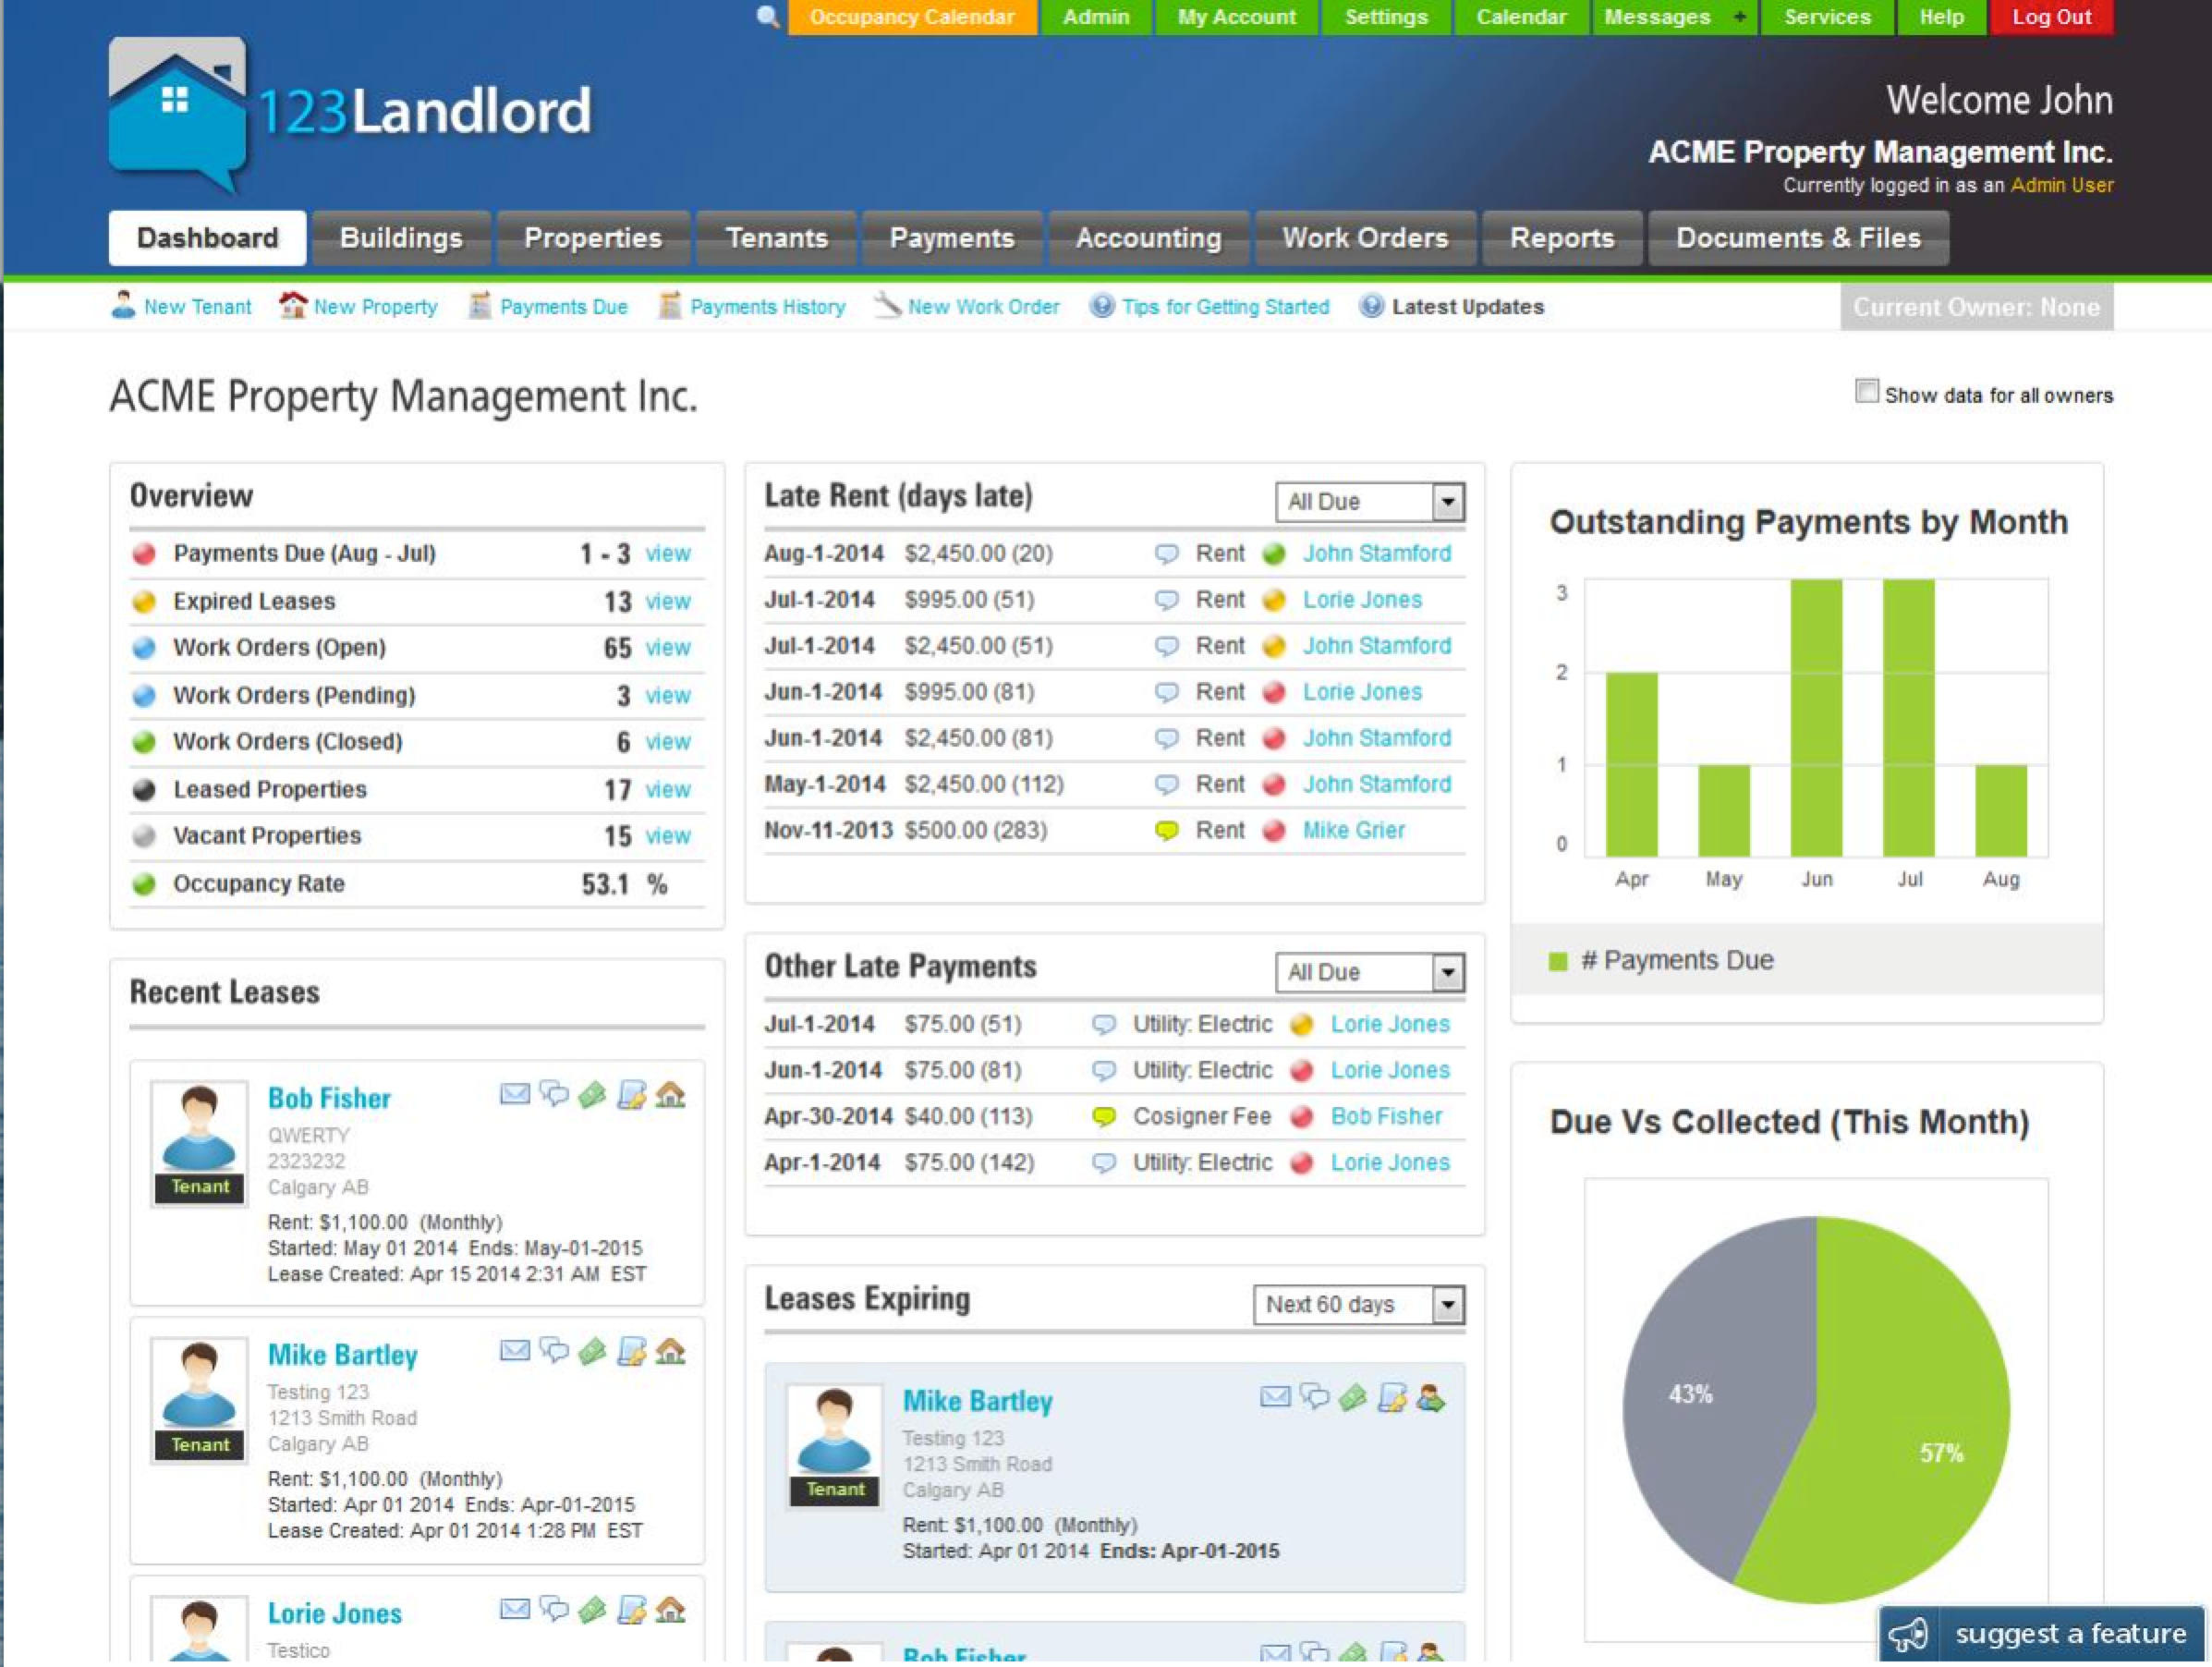 Occupancy Calendar Admin My Account Settings Calendar Messages + Services Help Log Out
123Landlord
Welcome John
ACME Property Management Inc.
Currently logged in as an Admin User
Dashboard Buildings Properties Tenants Payments Accounting Work Orders Reports Documents & Files
New Tenant New Property Payments Due Payments History New Work Order Tips for Getting Started Latest Updates Current Owner: None
ACME Property Management Inc.
Show data for all owners
Overview
Payments Due (Aug - Jul) 1 - 3 view
Expired Leases 13 view
Work Orders (Open) 65 view
Work Orders (Pending) 3 view
Work Orders (Closed) 6 view
Leased Properties 17 view
Vacant Properties 15 view
Occupancy Rate 53.1 %
Recent Leases
Bob Fisher
QWERTY
2323232
Calgary AB
Tenant
Rent: $1,100.00 (Monthly)
Started: May 01 2014 Ends: May-01-2015
Lease Created: Apr 15 2014 2:31 AM EST
Mike Bartley
Testing 123
1213 Smith Road
Calgary AB
Tenant
Rent: $1,100.00 (Monthly)
Started: Apr 01 2014 Ends: Apr-01-2015
Lease Created: Apr 01 2014 1:28 PM EST
Lorie Jones
Testico
Late Rent (days late) All Due
Aug-1-2014 $2,450.00 (20) Rent John Stamford
Jul-1-2014 $995.00 (51) Rent Lorie Jones
Jul-1-2014 $2,450.00 (51) Rent John Stamford
Jun-1-2014 $995.00 (81) Rent Lorie Jones
Jun-1-2014 $2,450.00 (81) Rent John Stamford
May-1-2014 $2,450.00 (112) Rent John Stamford
Nov-11-2013 $500.00 (283) Rent Mike Grier
Other Late Payments All Due
Jul-1-2014 $75.00 (51) Utility: Electric Lorie Jones
Jun-1-2014 $75.00 (81) Utility: Electric Lorie Jones
Apr-30-2014 $40.00 (113) Cosigner Fee Bob Fisher
Apr-1-2014 $75.00 (142) Utility: Electric Lorie Jones
Leases Expiring Next 60 days
Mike Bartley
Testing 123
1213 Smith Road
Calgary AB
Tenant
Rent: $1,100.00 (Monthly)
Started: Apr 01 2014 Ends: Apr-01-2015
Bob Fisher
Outstanding Payments by Month
3
2
1
0
Apr May Jun Jul Aug
# Payments Due
Due Vs Collected (This Month)
43%
57%
suggest a feature